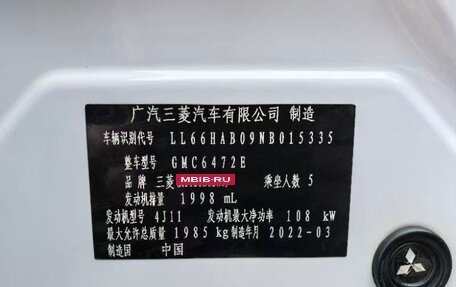 广汽三菱汽车有限公司 制造
车辆识别代号 LL66HAB09NB015335
整车型号 GMC6472E
品 牌 三菱 MBIB-RU 乘坐人数 5
发动机排量 1998 mL
发动机型号 4J11 发动机最大净功率 108 kW
最大允许总质量 1985 kg 制造年月 2022-03
制造国 中国